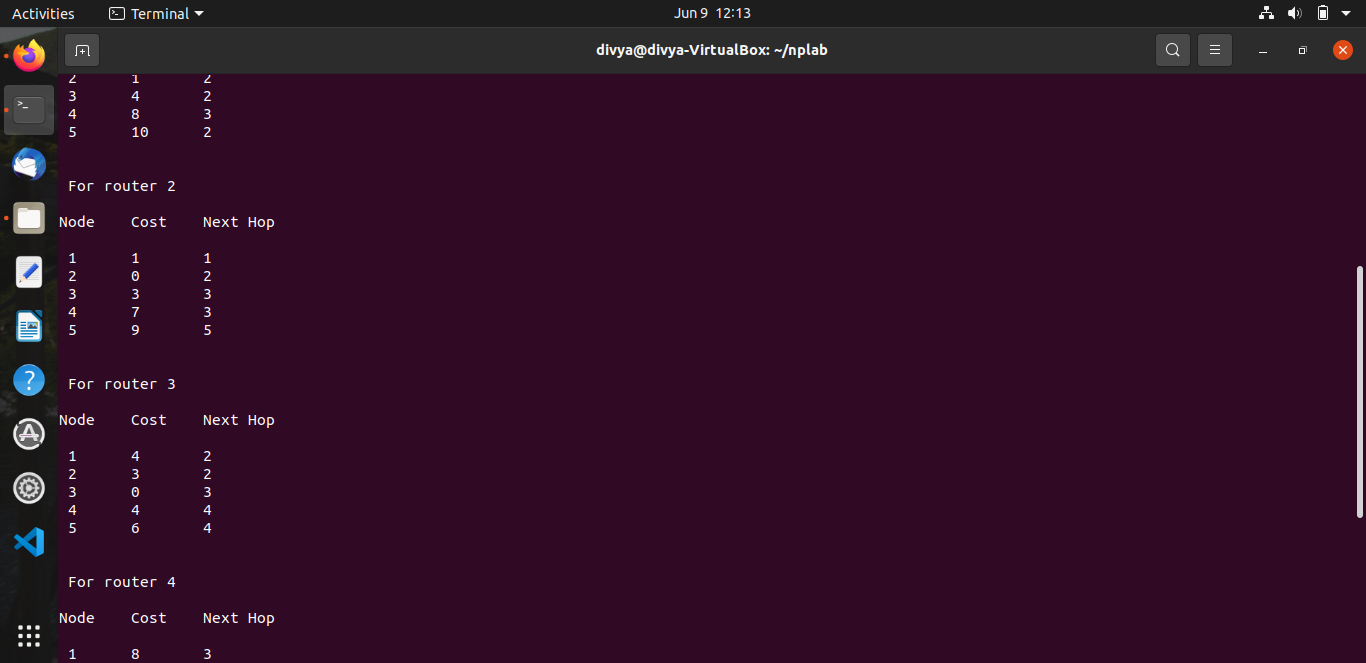 Activities Terminal Jun 9 12:13
divya@divya-VirtualBox: ~/nplab
2 1 2
3 4 2
4 8 3
5 10 2
For router 2
Node Cost Next Hop
1 1 1
2 0 2
3 3 3
4 7 3
5 9 5
For router 3
Node Cost Next Hop
1 4 2
2 3 2
3 0 3
4 4 4
5 6 4
For router 4
Node Cost Next Hop
1 8 3